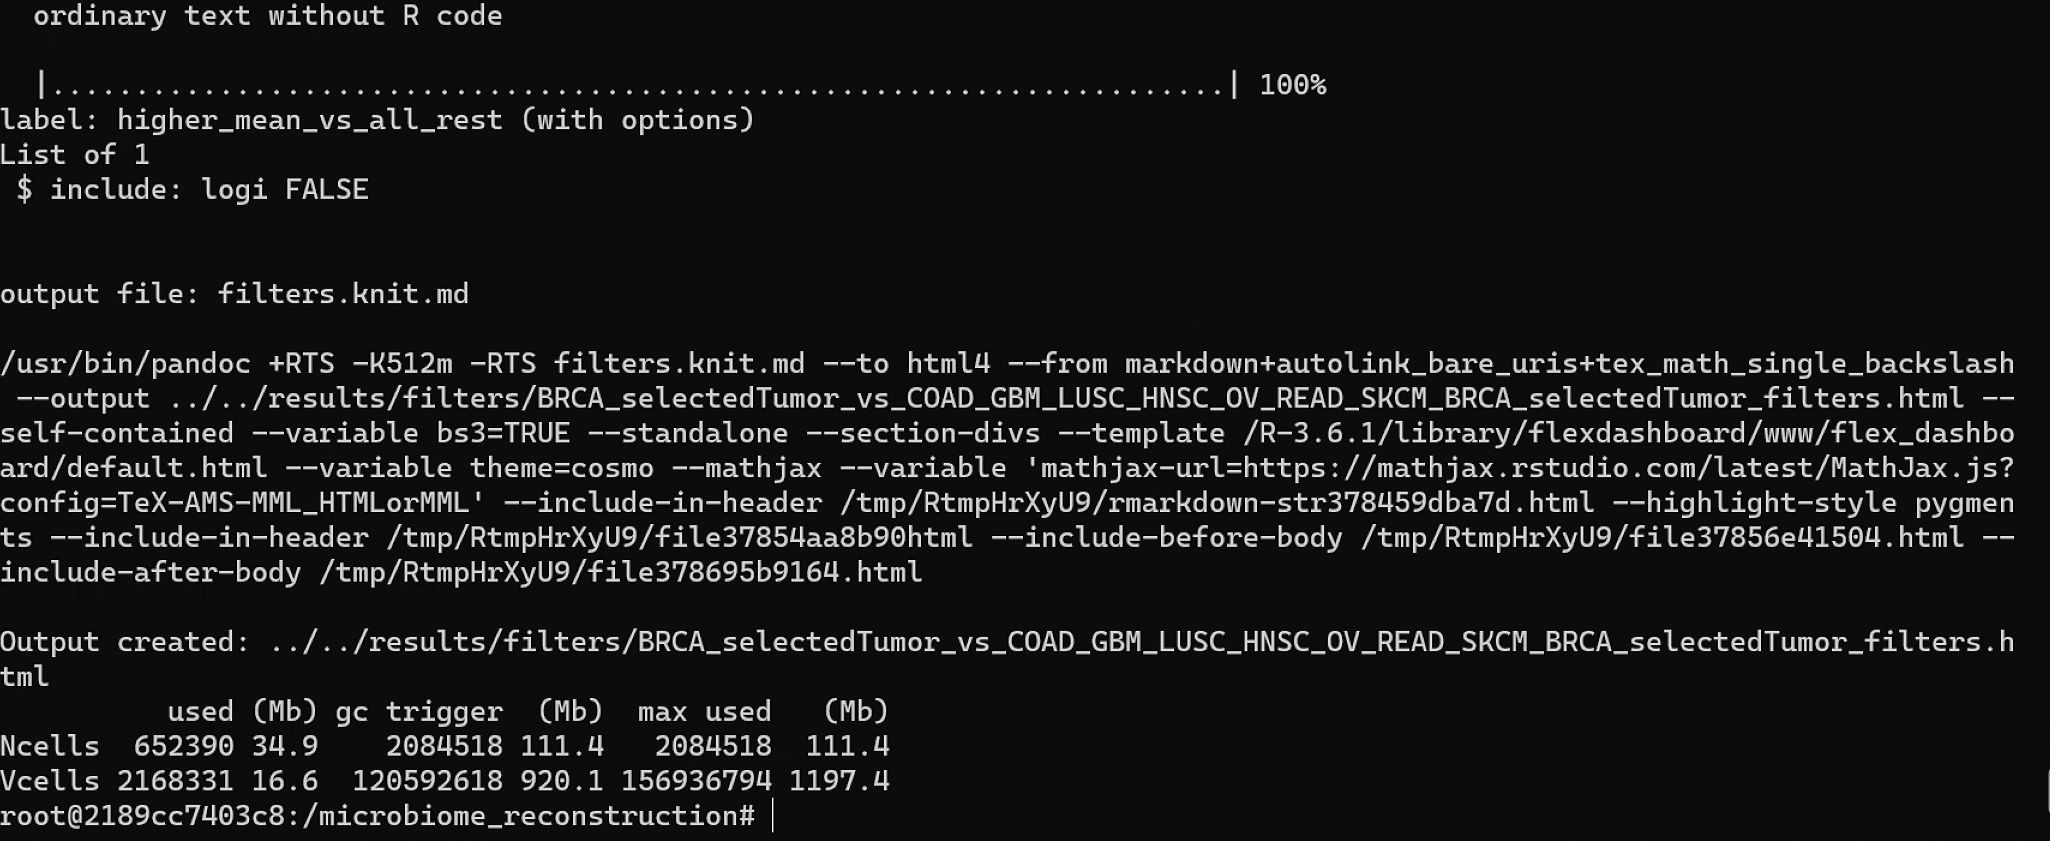 ordinary text without R code

  |......................................................................| 100%
label: higher_mean_vs_all_rest (with options)
List of 1
 $ include: logi FALSE


output file: filters.knit.md

/usr/bin/pandoc +RTS -K512m -RTS filters.knit.md --to html4 --from markdown+autolink_bare_uris+tex_math_single_backslash
 --output ../../results/filters/BRCA_selectedTumor_vs_COAD_GBM_LUSC_HNSC_OV_READ_SKCM_BRCA_selectedTumor_filters.html --
self-contained --variable bs3=TRUE --standalone --section-divs --template /R-3.6.1/library/flexdashboard/www/flex_dashbo
ard/default.html --variable theme=cosmo --mathjax --variable 'mathjax-url=https://mathjax.rstudio.com/latest/MathJax.js?
config=TeX-AMS-MML_HTMLorMML' --include-in-header /tmp/RtmpHrXyU9/rmarkdown-str378459dba7d.html --highlight-style pygmen
ts --include-in-header /tmp/RtmpHrXyU9/file37854aa8b90html --include-before-body /tmp/RtmpHrXyU9/file37856e41504.html --
include-after-body /tmp/RtmpHrXyU9/file378695b9164.html

Output created: ../../results/filters/BRCA_selectedTumor_vs_COAD_GBM_LUSC_HNSC_OV_READ_SKCM_BRCA_selectedTumor_filters.h
tml
          used (Mb) gc trigger  (Mb)  max used   (Mb)
Ncells  652390 34.9    2084518 111.4   2084518  111.4
Vcells 2168331 16.6  120592618 920.1 156936794 1197.4
root@2189cc7403c8:/microbiome_reconstruction#